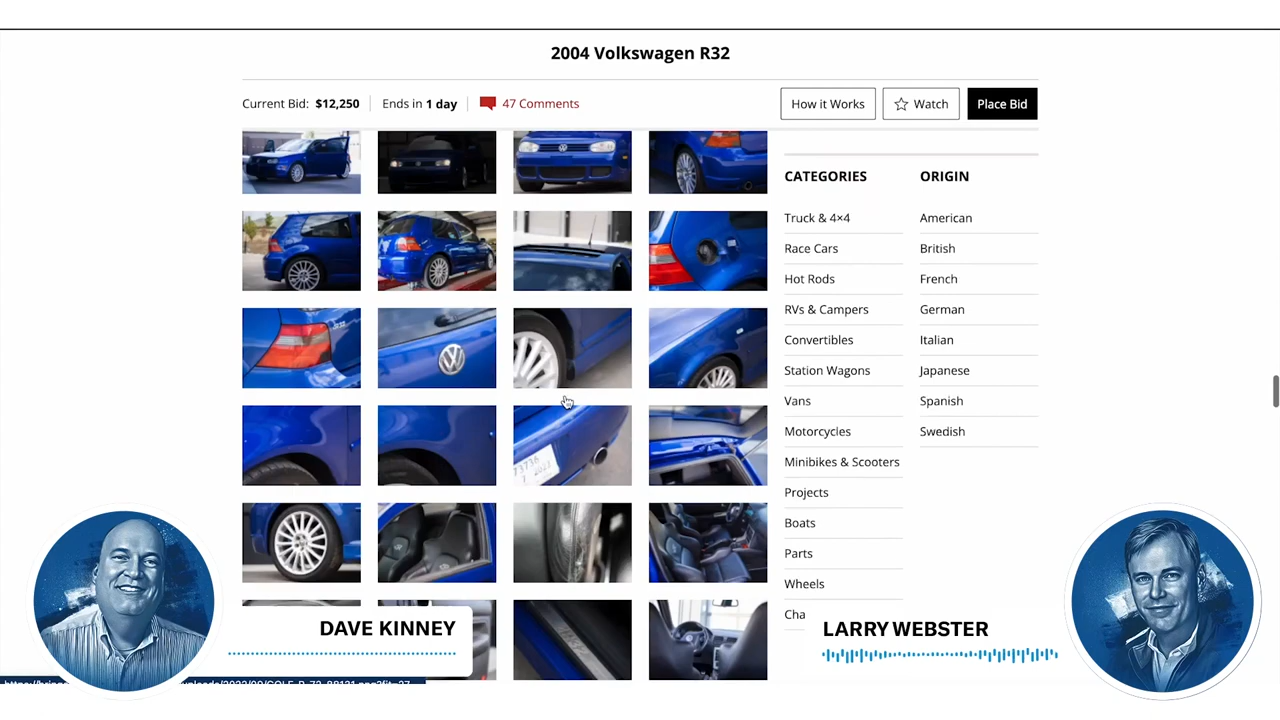 2004 Volkswagen R32
Current Bid: $12,250
Ends in 1 day
47 Comments
How it Works
Watch
Place Bid
CATEGORIES
Truck & 4×4
Race Cars
Hot Rods
RVs & Campers
Convertibles
Station Wagons
Vans
Motorcycles
Minibikes & Scooters
Projects
Boats
Parts
Wheels
Cha
ORIGIN
American
British
French
German
Italian
Japanese
Spanish
Swedish
DAVE KINNEY
LARRY WEBSTER